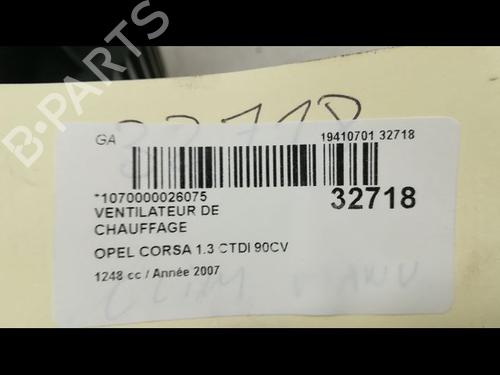 B-PARTS
32718
GA
19410701 32718
*1070000026075
32718
VENTILATEUR DE
CHAUFFAGE
OPEL CORSA 1.3 CTDI 90CV
1248 cc / Année 2007